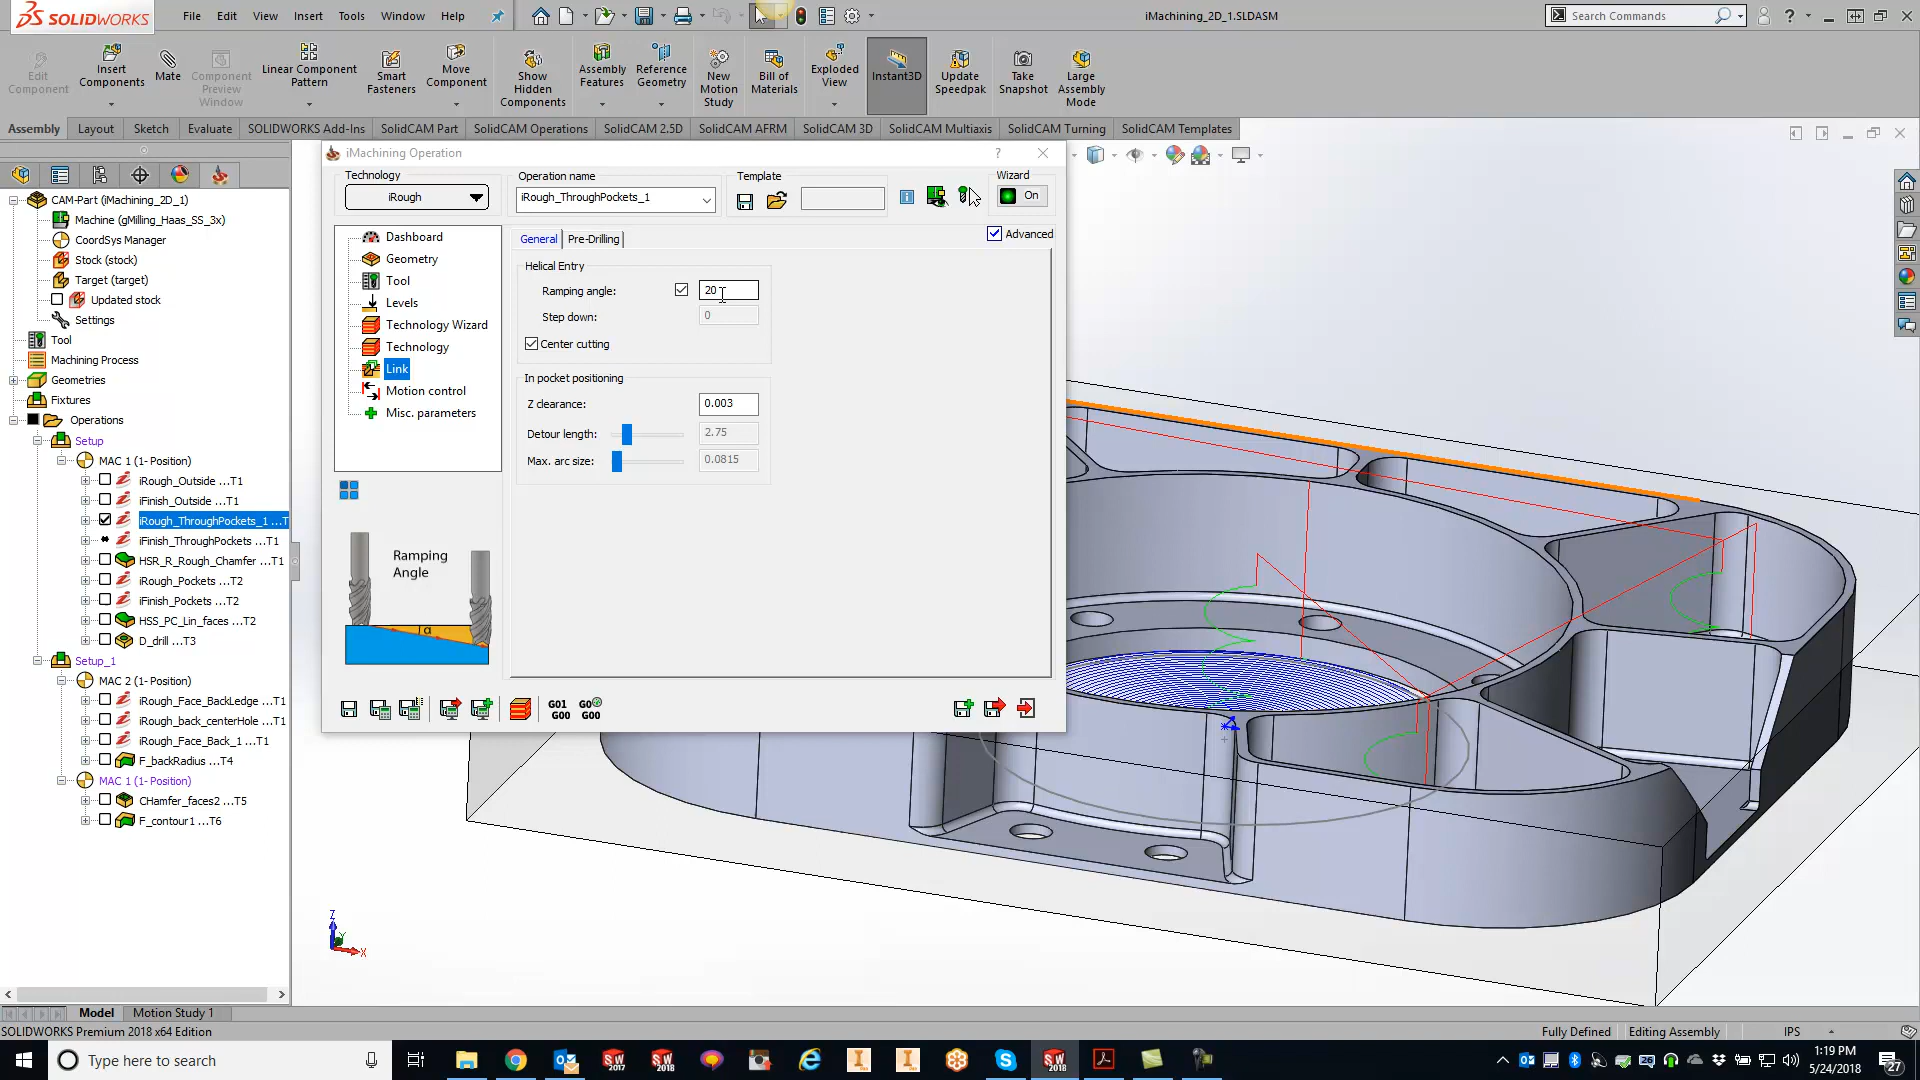 SOLIDWORKS File Edit View Insert Tools Window Help iMachining_2D_1.SLDASM Search Commands
Edit Component
Insert Components
Mate
Component Preview Window
Linear Component Pattern
Smart Fasteners
Move Component
Show Hidden Components
Assembly Features
Reference Geometry
New Motion Study
Bill of Materials
Exploded View
Instant3D
Update Speedpak
Take Snapshot
Large Assembly Mode
Assembly Layout Sketch Evaluate SOLIDWORKS Add-Ins SolidCAM Part SolidCAM Operations SolidCAM 2.5D SolidCAM AFRM SolidCAM 3D SolidCAM Multiaxis SolidCAM Turning SolidCAM Templates
CAM-Part (iMachining_2D_1)
Machine (gMilling_Haas_SS_3x)
CoordSys Manager
Stock (stock)
Target (target)
Updated stock
Settings
Tool
Machining Process
Geometries
Fixtures
Operations
Setup
MAC 1 (1- Position)
iRough_Outside ...T1
iFinish_Outside ...T1
iRough_ThroughPockets_1 ...T
iFinish_ThroughPockets ...T1
HSR_R_Rough_Chamfer ...T1
iRough_Pockets ...T2
iFinish_Pockets ...T2
HSS_PC_Lin_faces ...T2
D_drill ...T3
Setup_1
MAC 2 (1- Position)
iRough_Face_BackLedge ...T1
iRough_back_centerHole ...T1
iRough_Face_Back_1 ...T1
F_backRadius ...T4
MAC 1 (1- Position)
CHamfer_faces2 ...T5
F_contour1 ...T6
iMachining Operation ?
Technology
iRough
Operation name
iRough_ThroughPockets_1
Template
Wizard
On
Advanced
Dashboard
Geometry
Tool
Levels
Technology Wizard
Technology
Link
Motion control
Misc. parameters
General Pre-Drilling
Helical Entry
Ramping angle: 20
Step down: 0
Center cutting
In pocket positioning
Z clearance: 0.003
Detour length: 2.75
Max. arc size: 0.0815
Ramping
Angle
α
G01
G00
G0
G00
Z
Y
X
Model Motion Study 1
SOLIDWORKS Premium 2018 x64 Edition Fully Defined Editing Assembly IPS
Type here to search
SW 2017
SW 2018
SW 2018
26
1:19 PM
5/24/2018
27